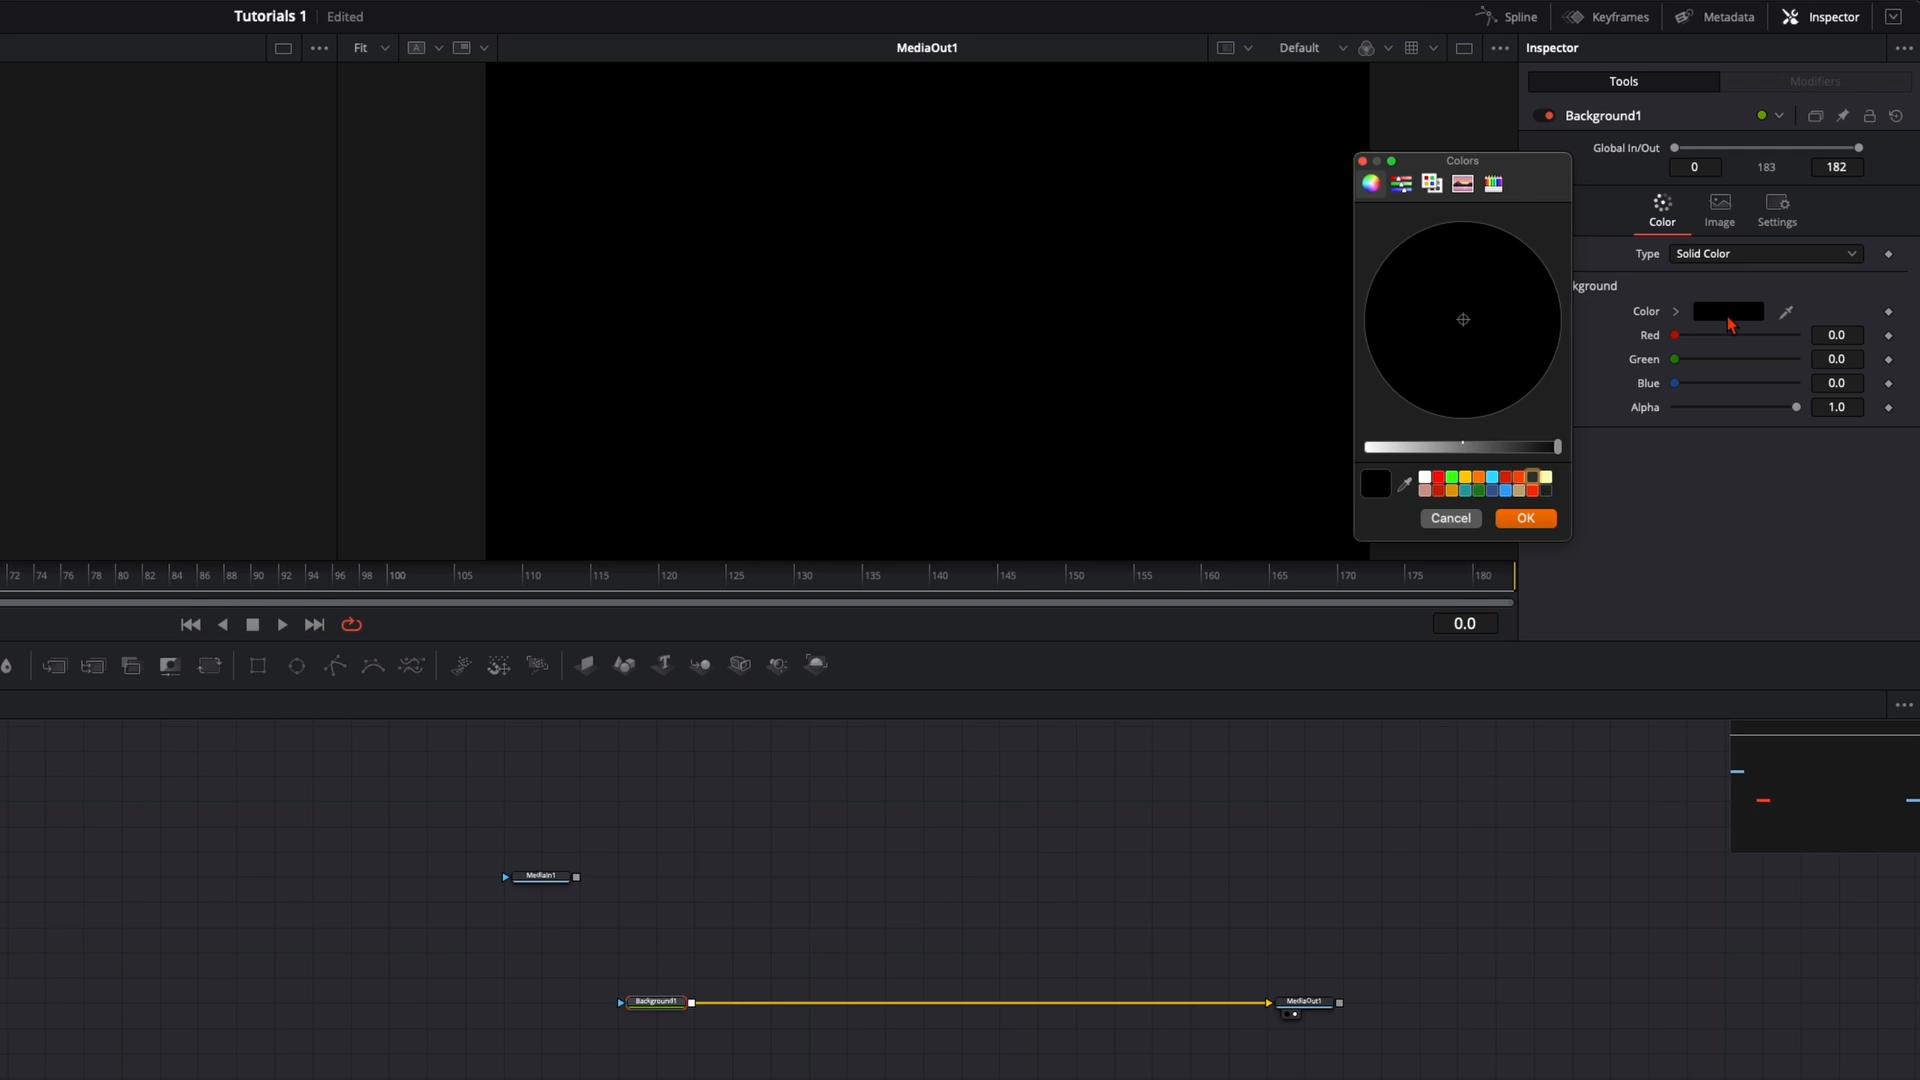 Tutorials 1 Edited
Spline Keyframes Metadata Inspector
Fit A MediaOut1 Default Inspector
Tools Modifiers
Background1
Global In/Out
0 183 182
Colors
Color Image Settings
Type Solid Color
kground
Color
Red 0.0
Green 0.0
Blue 0.0
Alpha 1.0
Cancel OK
72 74 76 78 80 82 84 86 88 90 92 94 96 98 100 105 110 115 120 125 130 135 140 145 150 155 160 165 170 175 180
0.0
T
MediaIn1
Background1 MediaOut1